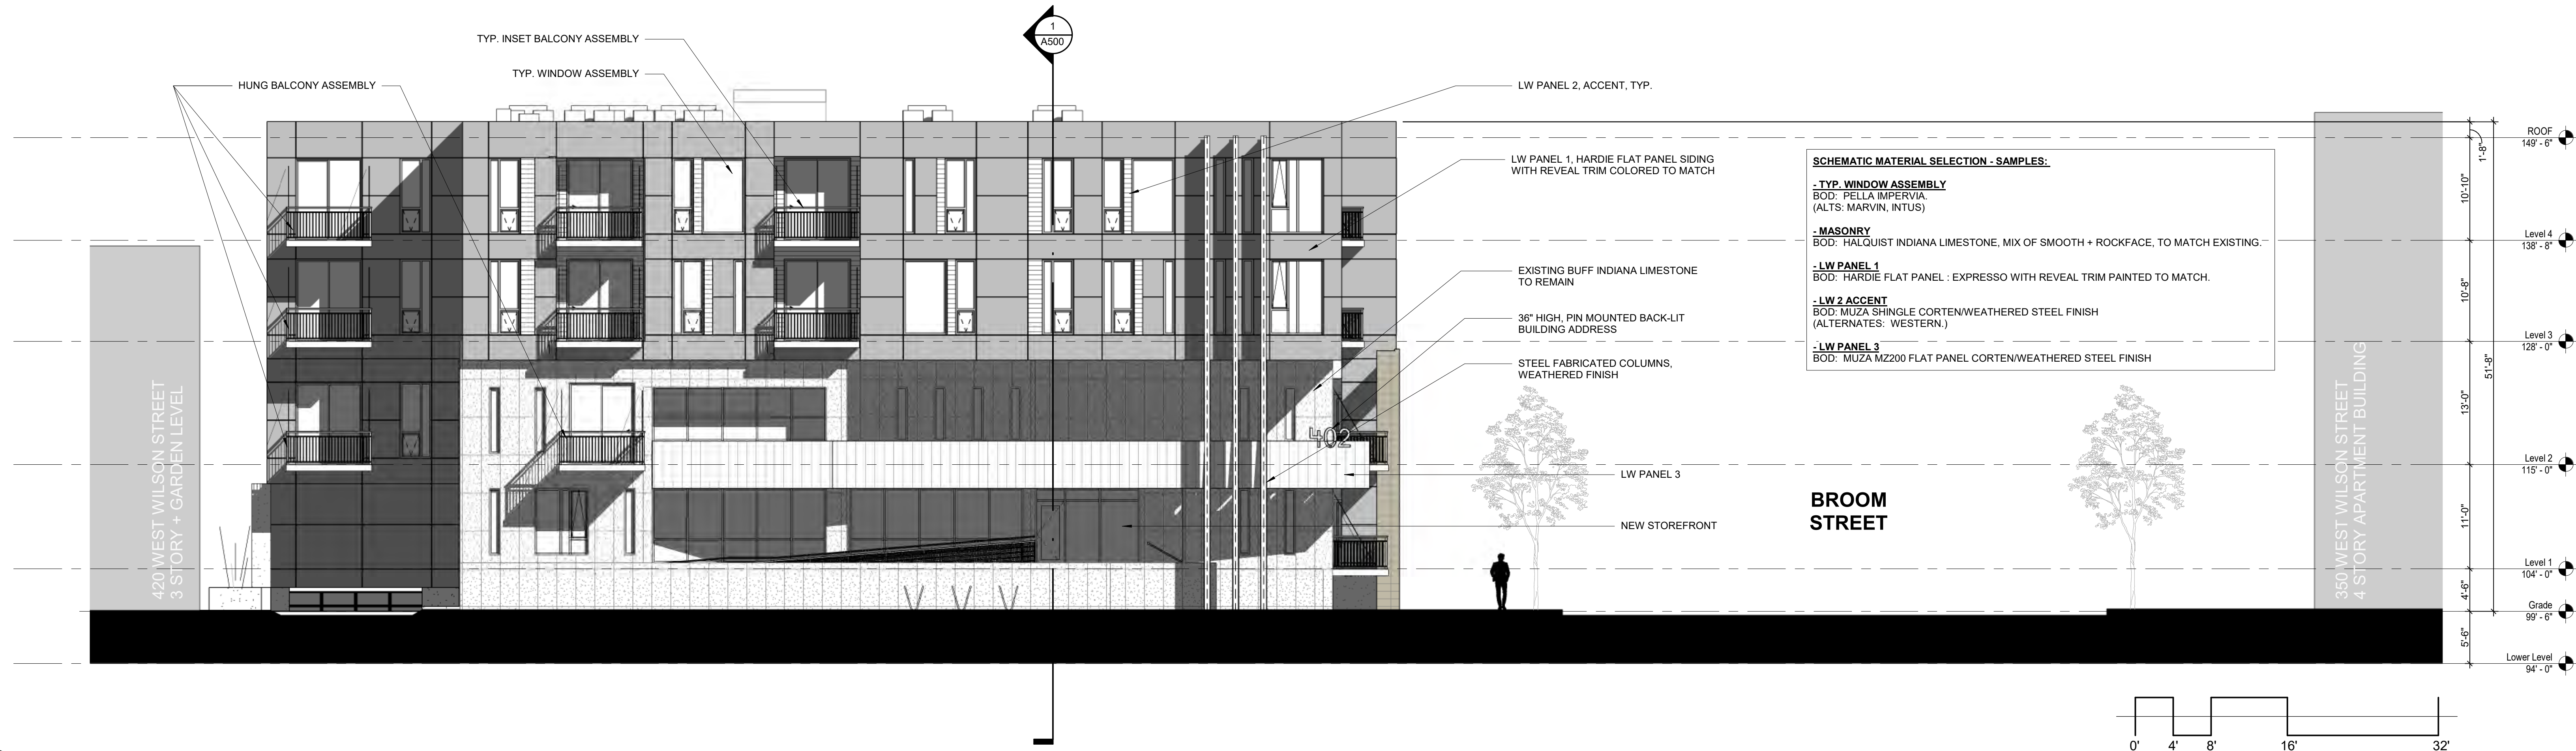 1
A500
TYP. INSET BALCONY ASSEMBLY
TYP. WINDOW ASSEMBLY
HUNG BALCONY ASSEMBLY
LW PANEL 2, ACCENT, TYP.
LW PANEL 1, HARDIE FLAT PANEL SIDING
WITH REVEAL TRIM COLORED TO MATCH
EXISTING BUFF INDIANA LIMESTONE
TO REMAIN
36" HIGH, PIN MOUNTED BACK-LIT
BUILDING ADDRESS
STEEL FABRICATED COLUMNS,
WEATHERED FINISH
LW PANEL 3
NEW STOREFRONT
402
420 WEST WILSON STREET
3 STORY + GARDEN LEVEL
BROOM
STREET
SCHEMATIC MATERIAL SELECTION - SAMPLES:
- TYP. WINDOW ASSEMBLY
BOD: PELLA IMPERVIA.
(ALTS: MARVIN, INTUS)
- MASONRY
BOD: HALQUIST INDIANA LIMESTONE, MIX OF SMOOTH + ROCKFACE, TO MATCH EXISTING.
- LW PANEL 1
BOD: HARDIE FLAT PANEL : EXPRESSO WITH REVEAL TRIM PAINTED TO MATCH.
- LW 2 ACCENT
BOD: MUZA SHINGLE CORTEN/WEATHERED STEEL FINISH
(ALTERNATES: WESTERN.)
- LW PANEL 3
BOD: MUZA MZ200 FLAT PANEL CORTEN/WEATHERED STEEL FINISH
350 WEST WILSON STREET
4 STORY APARTMENT BUILDING
1'-8"
10'-10"
10'-8"
13'-0"
11'-0"
4'-6"
5'-6"
51'-8"
ROOF
149' - 6"
Level 4
138' - 8"
Level 3
128' - 0"
Level 2
115' - 0"
Level 1
104' - 0"
Grade
99' - 6"
Lower Level
94' - 0"
0' 4' 8' 16' 32'